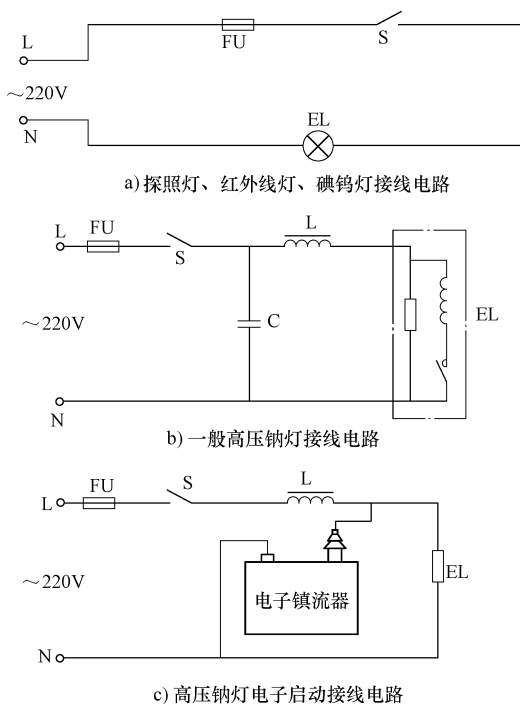 FU
S
L
～220V
N
EL
a) 探照灯、红外线灯、碘钨灯接线电路
L
FU
S
L
C
～220V
EL
N
b) 一般高压钠灯接线电路
L
FU
S
L
～220V
电子镇流器
EL
N
c) 高压钠灯电子启动接线电路